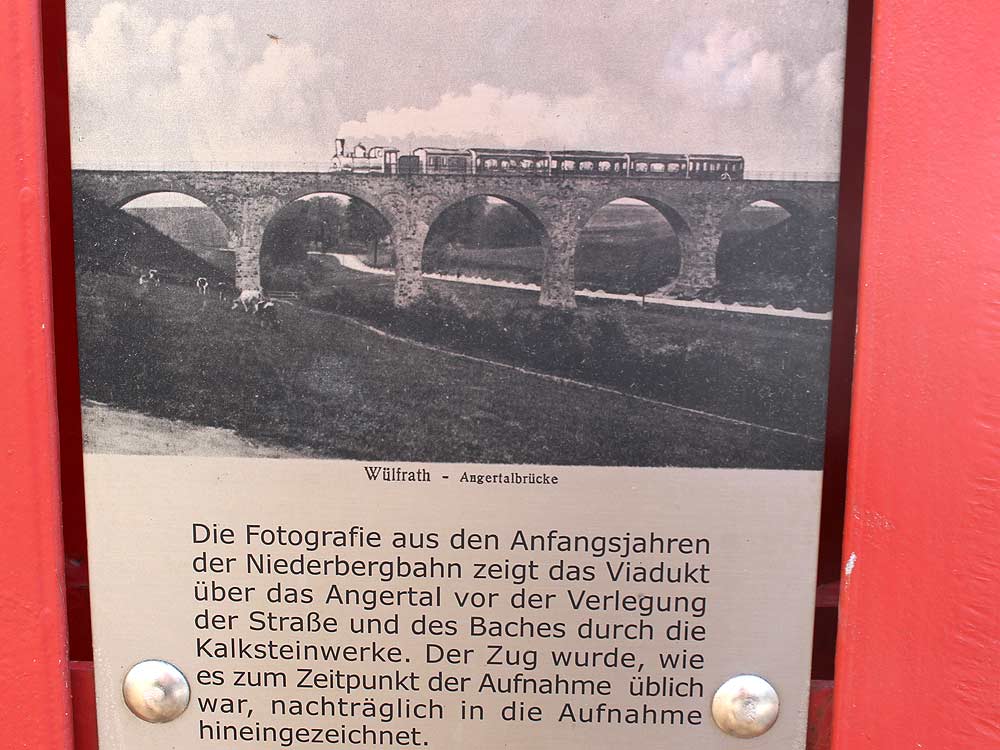 Wülfrath - Angertalbrücke
Die Fotografie aus den Anfangsjahren
der Niederbergbahn zeigt das Viadukt
über das Angertal vor der Verlegung
der Straße und des Baches durch die
Kalksteinwerke. Der Zug wurde, wie
es zum Zeitpunkt der Aufnahme üblich
war, nachträglich in die Aufnahme
hineingezeichnet.